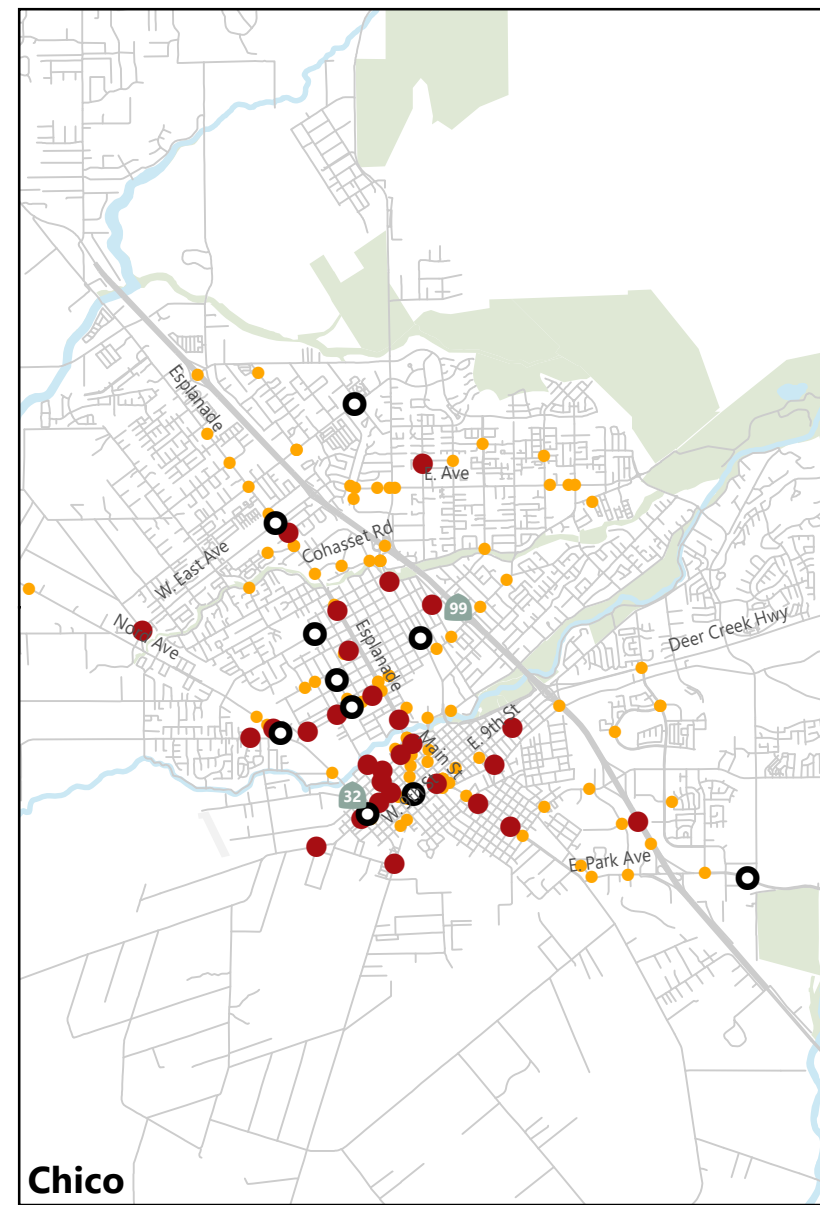 Esplanade
E. Ave
Cohasset Rd
W. East Ave
99
Nord Ave
Deer Creek Hwy
Esplanade
E. 9th St
Main St
32
E. Park Ave
Chico